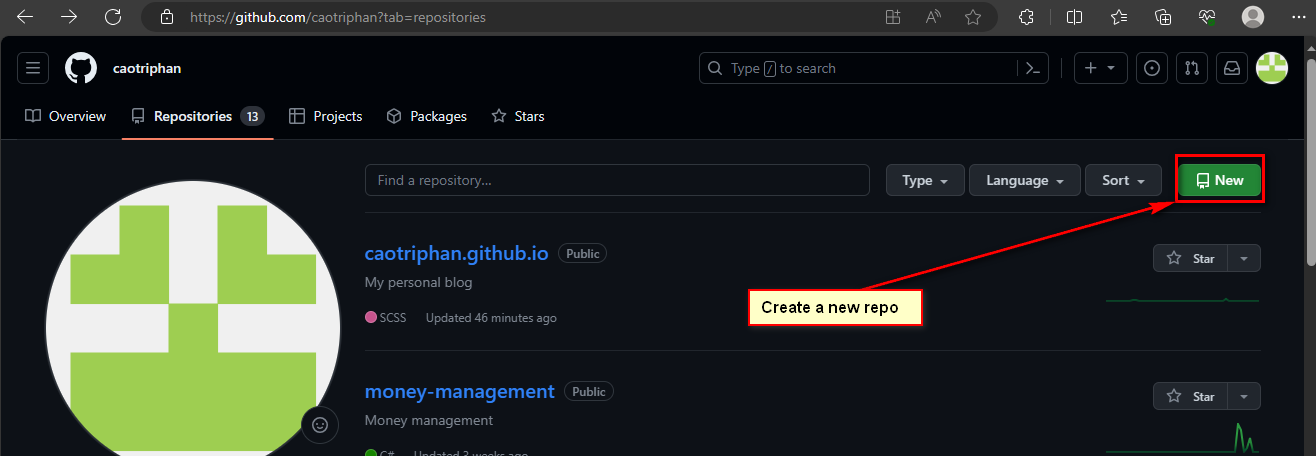 https://github.com/caotriphan?tab=repositories
caotriphan
Type / to search
Overview
Repositories 13
Projects
Packages
Stars
Find a repository...
Type
Language
Sort
New
caotriphan.github.io Public
Star
My personal blog
Create a new repo
SCSS Updated 46 minutes ago
money-management Public
Star
Money management
C# Updated 3 weeks ago